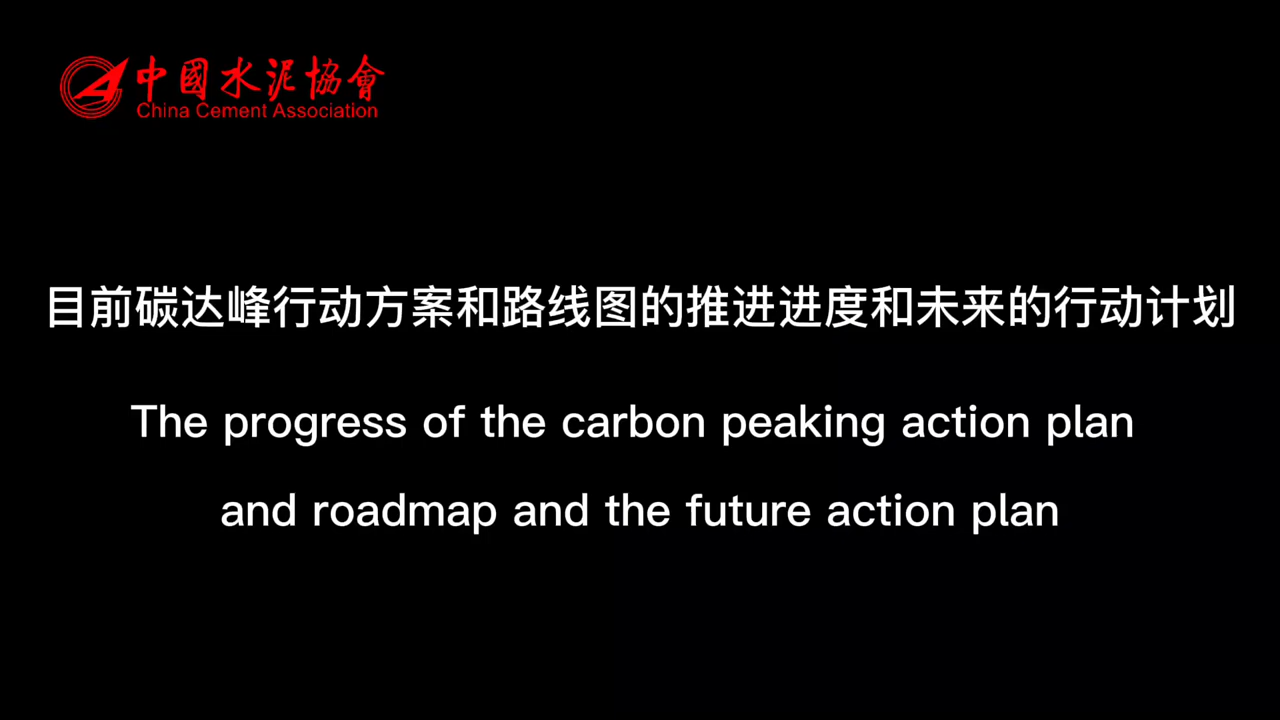 中國水泥協會
China Cement Association
目前碳达峰行动方案和路线图的推进进度和未来的行动计划
The progress of the carbon peaking action plan
and roadmap and the future action plan